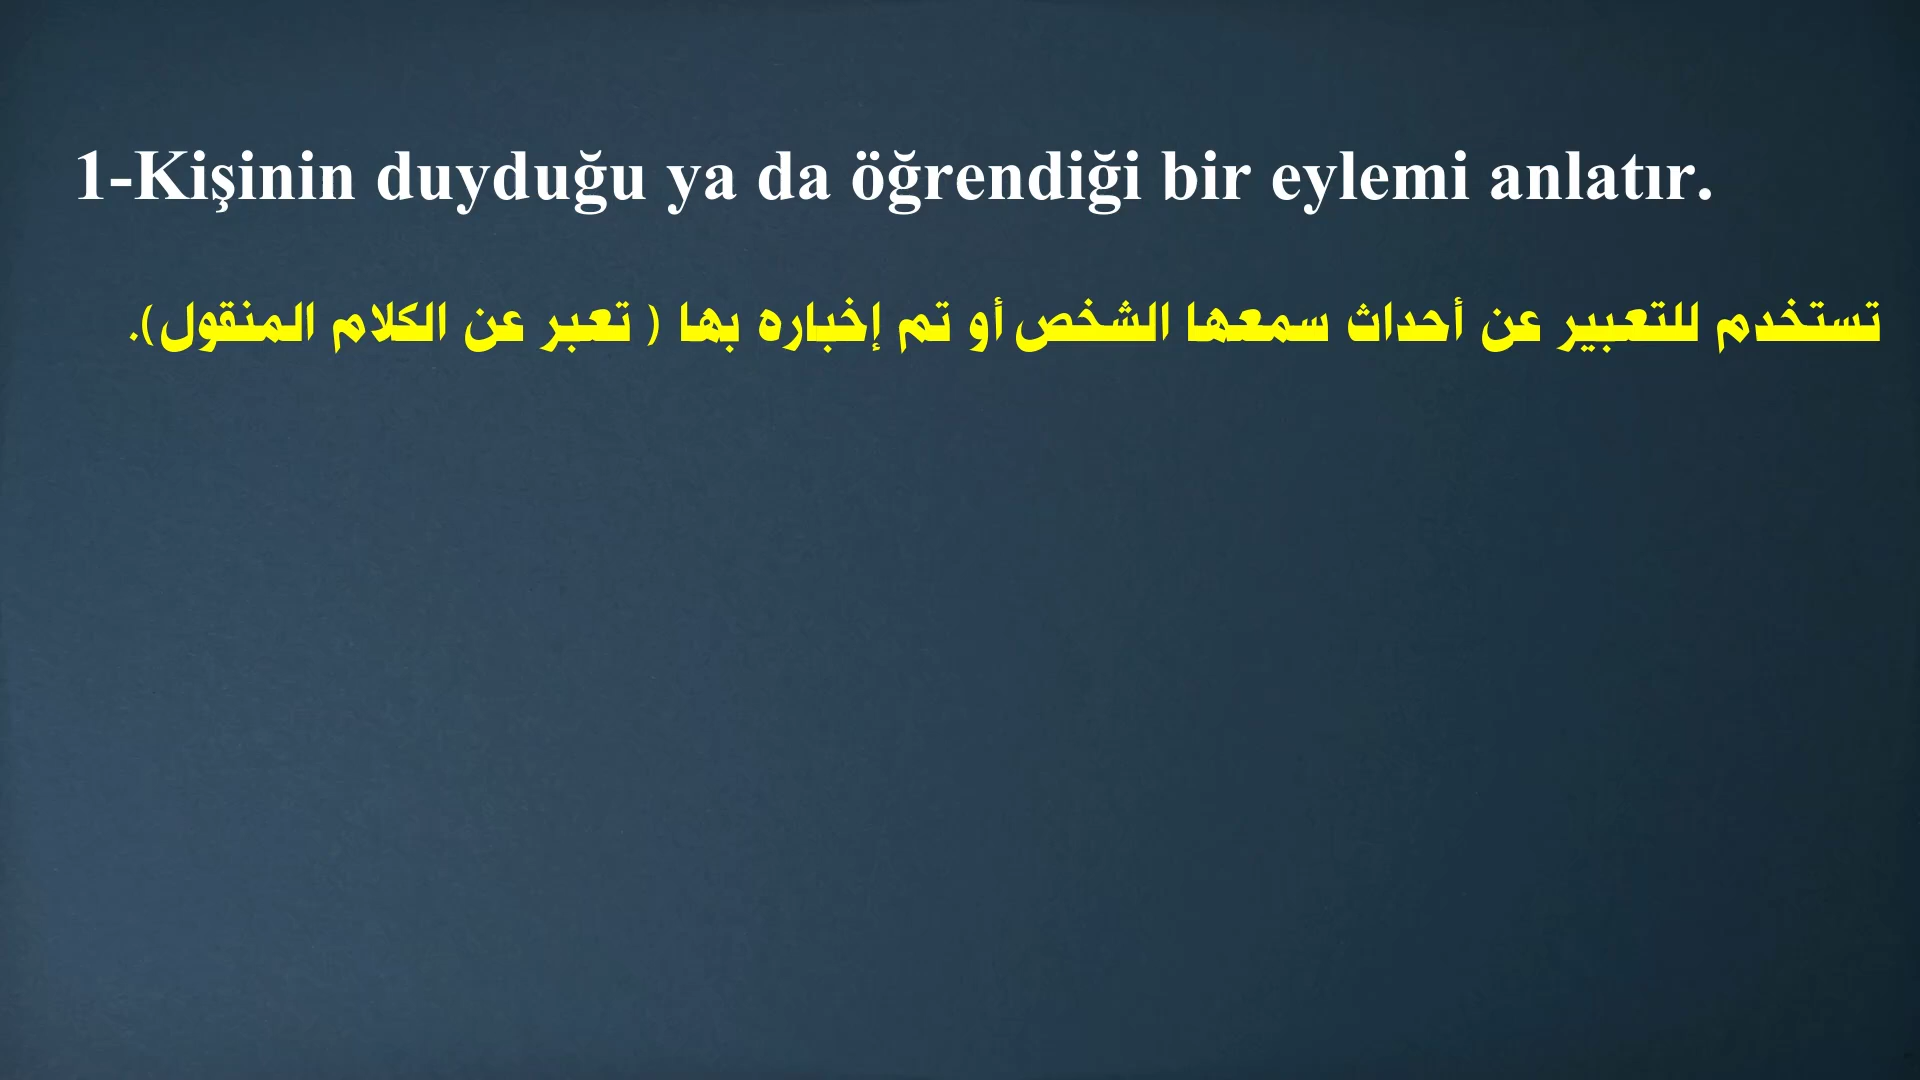 1-Kişinin duyduğu ya da öğrendiği bir eylemi anlatır.
تستخدم للتعبير عن أحداث سمعها الشخص أو تم إخباره بها ( تعبر عن الكلام المنقول).